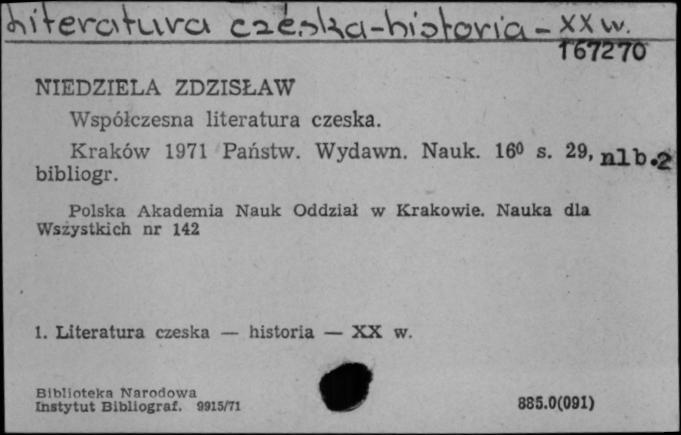 Literatura czeska-historia-XX w.
167270
NIEDZIELA ZDZISŁAW
Współczesna literatura czeska.
Kraków 1971 Państw. Wydawn. Nauk. 16⁰ s. 29, nlb.2
bibliogr.
Polska Akademia Nauk Oddział w Krakowie. Nauka dla
Wszystkich nr 142
1. Literatura czeska — historia — XX w.
Biblioteka Narodowa
Instytut Bibliograf. 9915/71
885.0(091)